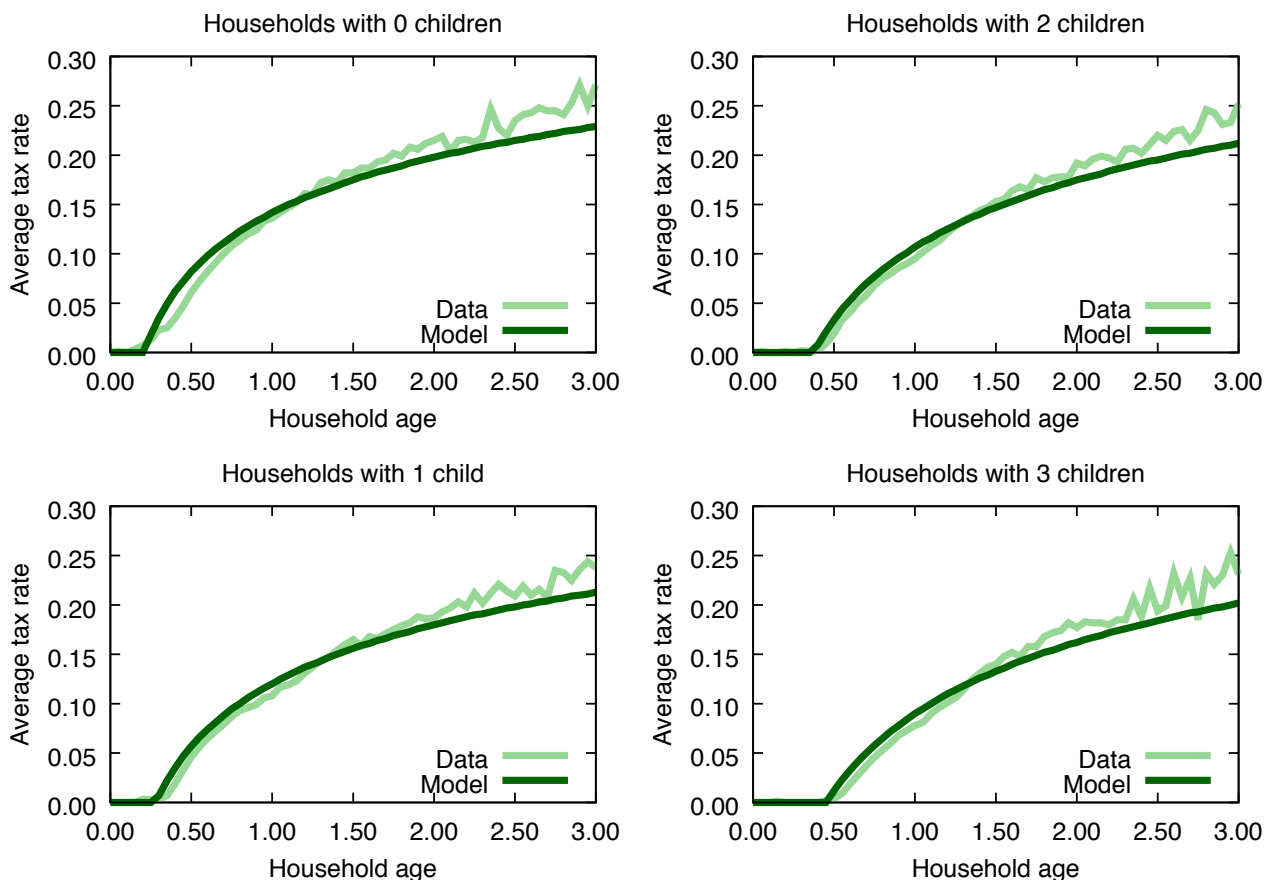 Households with 0 children
Average tax rate
0.30
0.25
0.20
0.15
0.10
0.05
0.00
Data
Model
0.00 0.50 1.00 1.50 2.00 2.50 3.00
Household age
Households with 2 children
Average tax rate
0.30
0.25
0.20
0.15
0.10
0.05
0.00
Data
Model
0.00 0.50 1.00 1.50 2.00 2.50 3.00
Household age
Households with 1 child
Average tax rate
0.30
0.25
0.20
0.15
0.10
0.05
0.00
Data
Model
0.00 0.50 1.00 1.50 2.00 2.50 3.00
Household age
Households with 3 children
Average tax rate
0.30
0.25
0.20
0.15
0.10
0.05
0.00
Data
Model
0.00 0.50 1.00 1.50 2.00 2.50 3.00
Household age